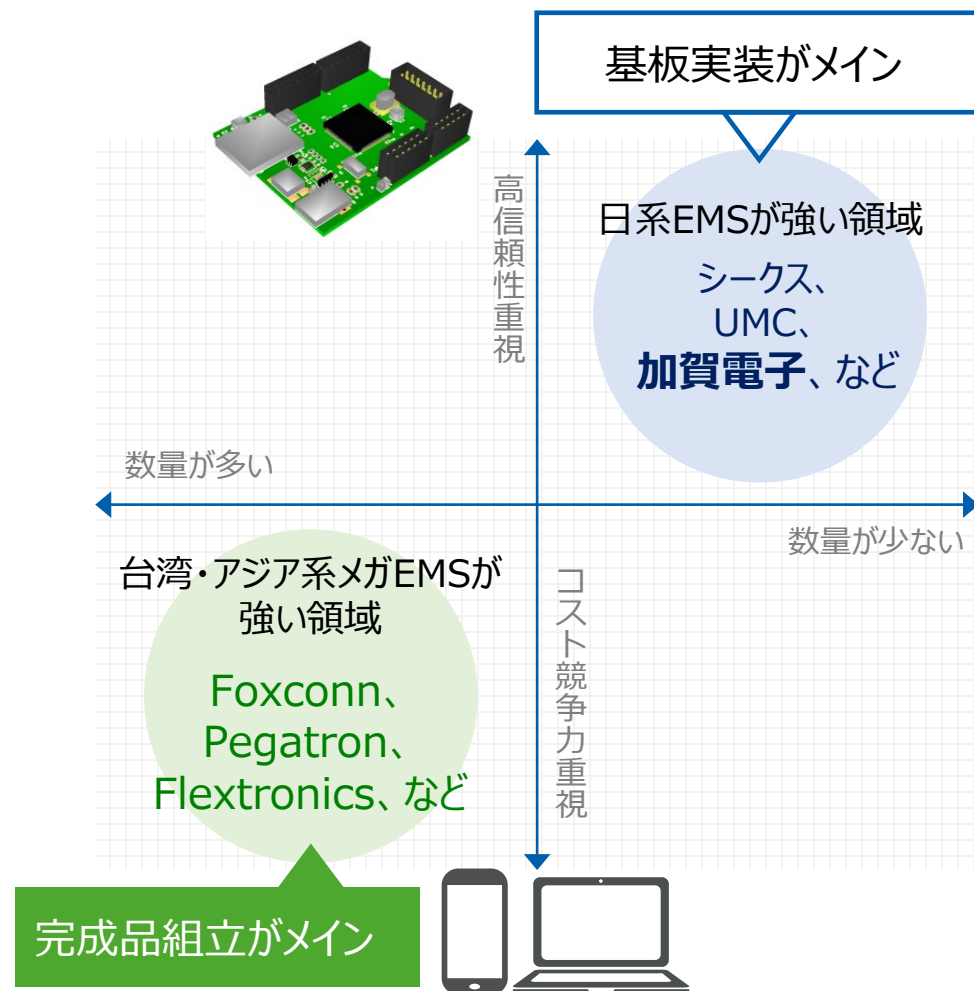 基板実装がメイン
高信頼性重視
日系EMSが強い領域
シークス、
UMC、
加賀電子、など
数量が多い
数量が少ない
台湾・アジア系メガEMSが
強い領域
Foxconn、
Pegatron、
Flextronics、など
コスト競争力重視
完成品組立がメイン